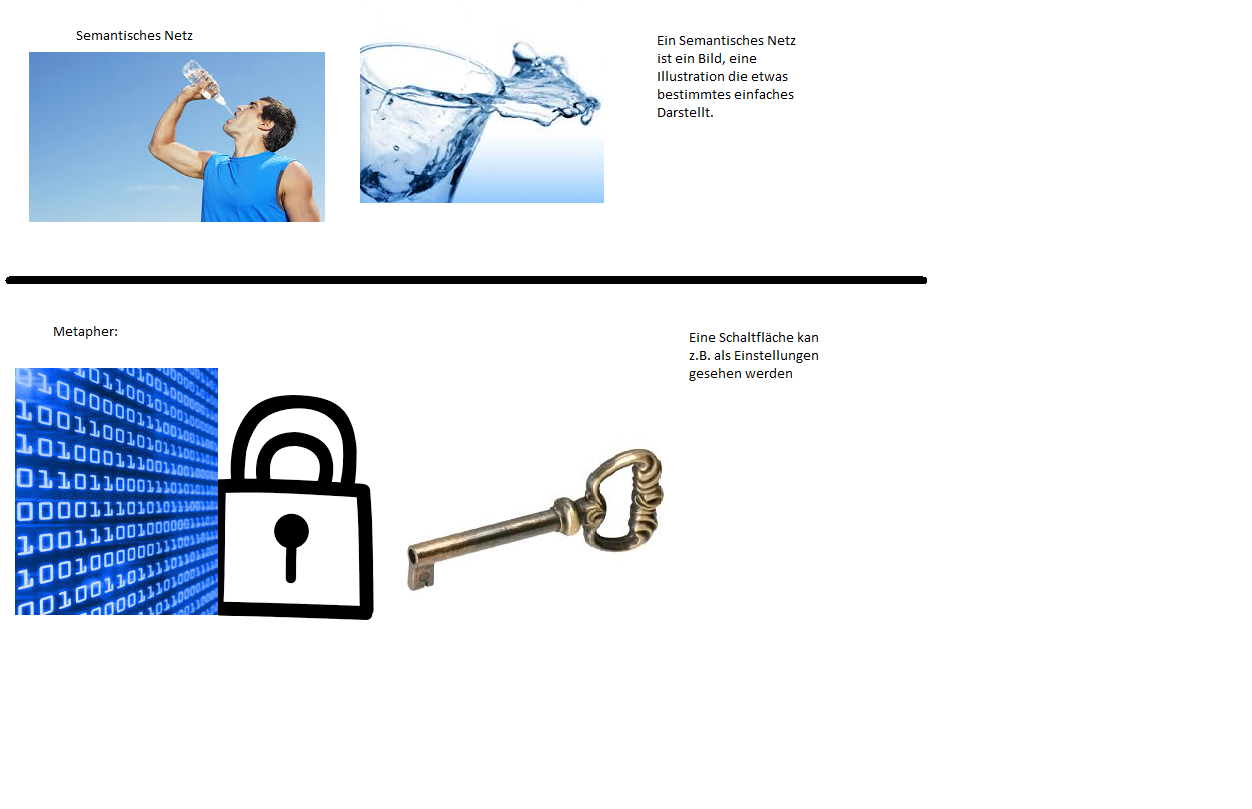 Semantisches Netz
Ein Semantisches Netz
ist ein Bild, eine
Illustration die etwas
bestimmtes einfaches
Darstellt.
Metapher:
Eine Schaltfläche kan
z.B. als Einstellungen
gesehen werden